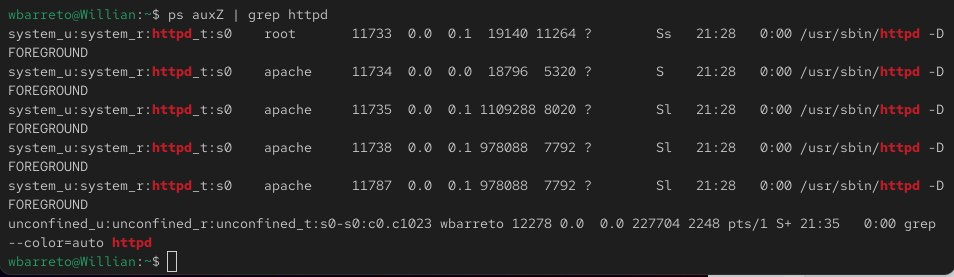 wbarreto@Willian:~$ ps auxZ | grep httpd
system_u:system_r:httpd_t:s0    root       11733  0.0  0.1  19140 11264 ?        Ss   21:28   0:00 /usr/sbin/httpd -D
FOREGROUND
system_u:system_r:httpd_t:s0    apache     11734  0.0  0.0  18796  5320 ?        S    21:28   0:00 /usr/sbin/httpd -D
FOREGROUND
system_u:system_r:httpd_t:s0    apache     11735  0.0  0.1 1109288 8020 ?        Sl   21:28   0:00 /usr/sbin/httpd -D
FOREGROUND
system_u:system_r:httpd_t:s0    apache     11738  0.0  0.1 978088  7792 ?        Sl   21:28   0:00 /usr/sbin/httpd -D
FOREGROUND
system_u:system_r:httpd_t:s0    apache     11787  0.0  0.1 978088  7792 ?        Sl   21:28   0:00 /usr/sbin/httpd -D
FOREGROUND
unconfined_u:unconfined_r:unconfined_t:s0-s0:c0.c1023 wbarreto 12278 0.0  0.0 227704 2248 pts/1 S+ 21:35   0:00 grep
--color=auto httpd
wbarreto@Willian:~$